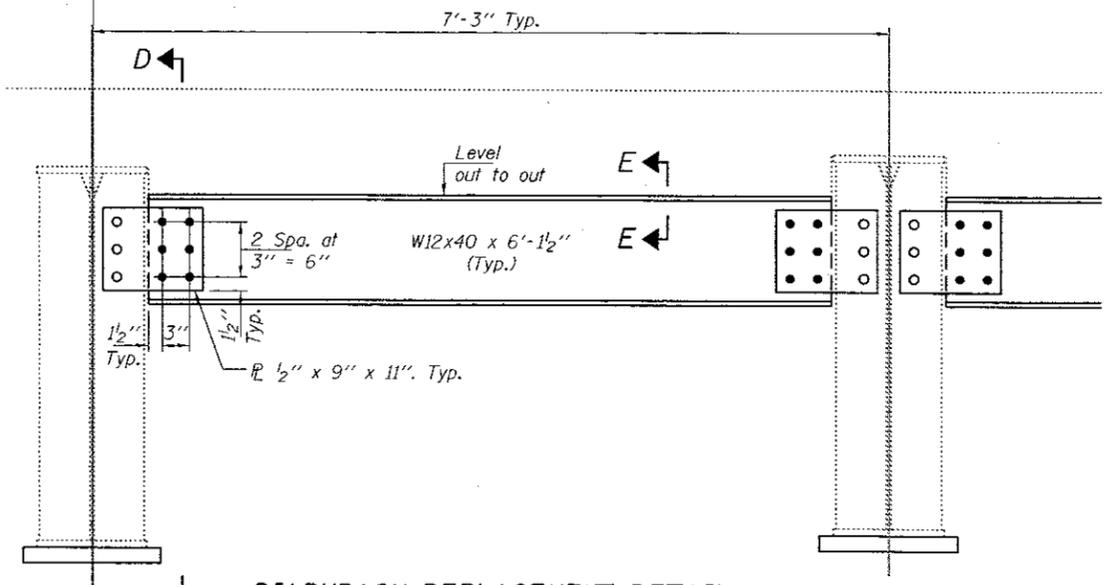 7'-3" Typ.
D
Level
out to out
E
2 Spa. at
3" = 6"
E
W12x40 x 6'-1½"
(Typ.)
1½"
Typ.
3"
1½"
Typ.
℄ ½" x 9" x 11". Typ.